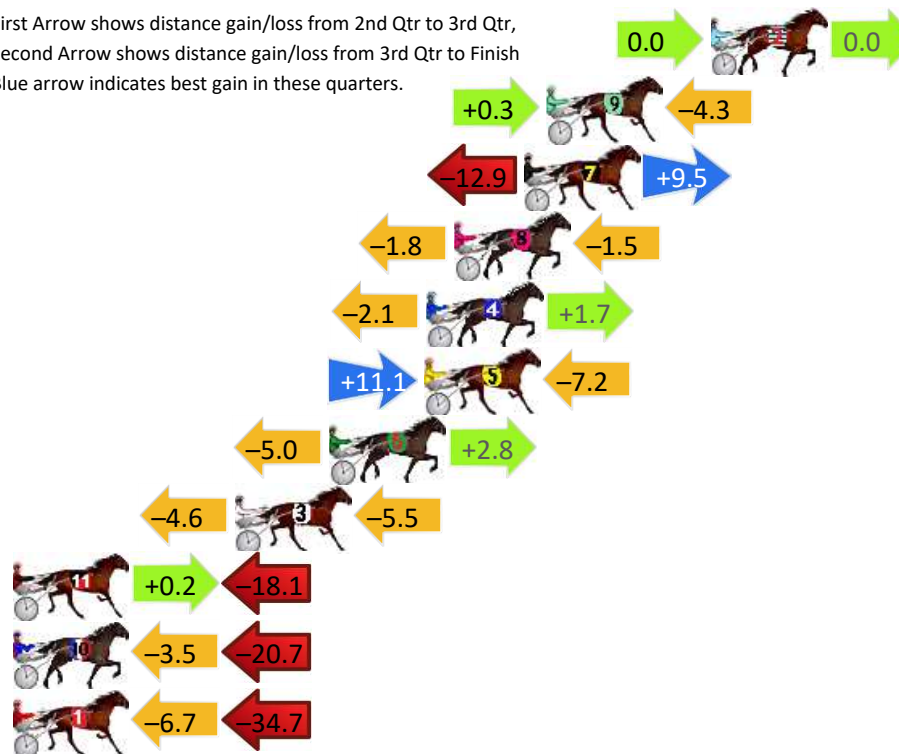 irst Arrow shows distance gain/loss from 2nd Qtr to 3rd Qtr,
econd Arrow shows distance gain/loss from 3rd Qtr to Finish
Blue arrow indicates best gain in these quarters.
0.0 0.0
+0.3 9 –4.3
–12.9 7 +9.5
–1.8 8 –1.5
–2.1 4 +1.7
+11.1 5 –7.2
–5.0 +2.8
–4.6 3 –5.5
11 +0.2 –18.1
10 –3.5 –20.7
1 –6.7 –34.7